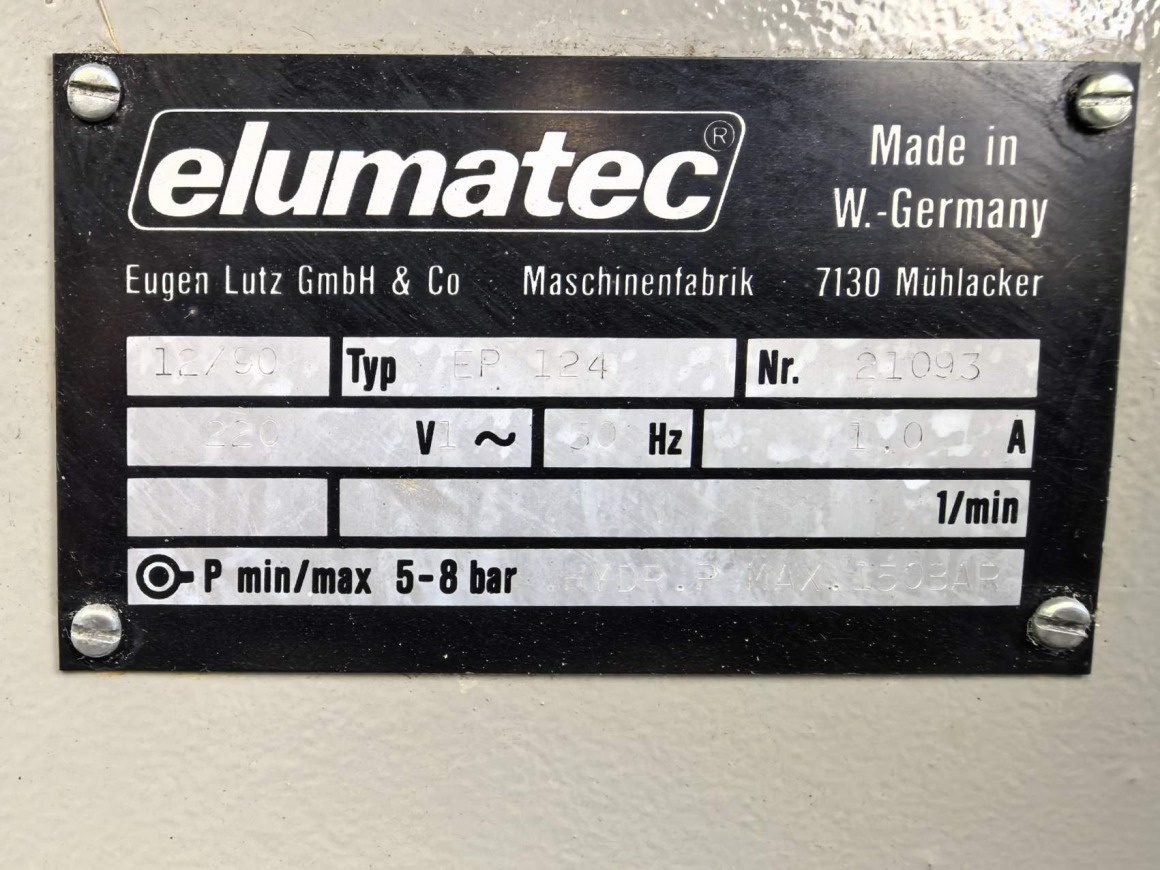 elumatec®
Made in
W.-Germany
Eugen Lutz GmbH & Co Maschinenfabrik 7130 Mühlacker
12/90 Typ EP 124 Nr. 21093
220 V1 ~ 50 Hz 1.0 A
1/min
P min/max 5-8 bar .HYDR.P MAX.150BAR